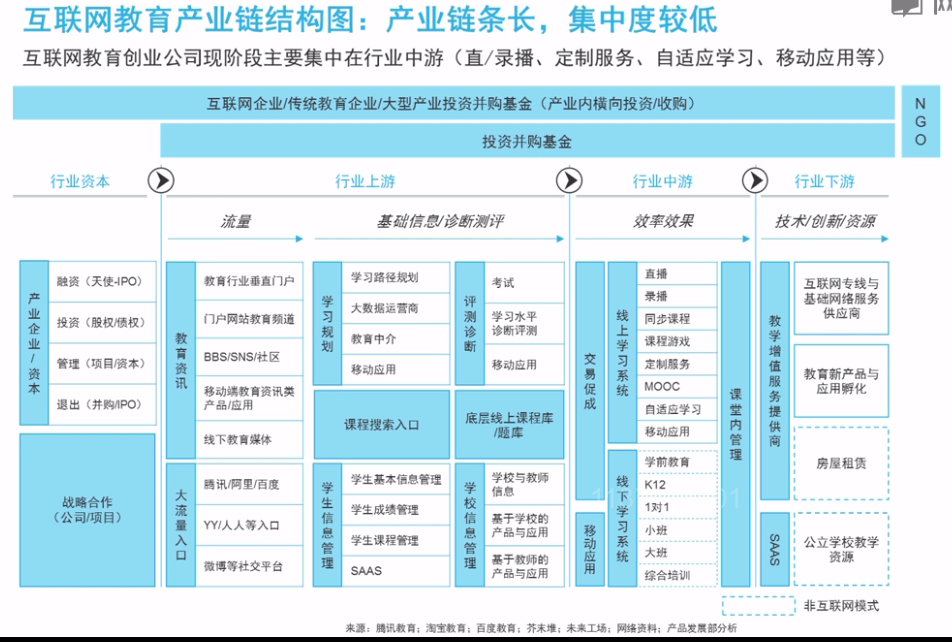 互联网教育产业链结构图：产业链条长，集中度较低
互联网教育创业公司现阶段主要集中在行业中游（直/录播、定制服务、自适应学习、移动应用等）
互联网企业/传统教育企业/大型产业投资并购基金（产业内横向投资/收购）
NGO
投资并购基金
行业资本
行业上游
行业中游
行业下游
流量
基础信息/诊断测评
效率效果
技术/创新/资源
产业企业/资本
融资（天使-IPO）
投资（股权/债权）
管理（项目/资本）
退出（并购/IPO）
战略合作
（公司/项目）
教育资讯
教育行业垂直门户
门户网站教育频道
BBS/SNS/社区
移动端教育资讯类
产品/应用
线下教育媒体
大流量入口
腾讯/阿里/百度
YY/人人等入口
微博等社交平台
学习规划
学习路径规划
大数据运营商
教育中介
移动应用
评测诊断
考试
学习水平
诊断评测
移动应用
课程搜索入口
底层线上课程库
/题库
学生信息管理
学生基本信息管理
学生成绩管理
学生课程管理
SAAS
学校信息管理
学校与教师
信息
基于学校的
产品与应用
基于教师的
产品与应用
交易促成
移动应用
线上学习系统
直播
录播
同步课程
课程游戏
定制服务
MOOC
自适应学习
移动应用
线下学习系统
学前教育
K12
1对1
小班
大班
综合培训
课堂内管理
教学增值服务提供商
SAAS
互联网专线与
基础网络服务
供应商
教育新产品与
应用孵化
房屋租赁
公立学校教学
资源
非互联网模式
来源：腾讯教育；淘宝教育；百度教育；芥末堆；未来工场；网络资料；产品发展部分析